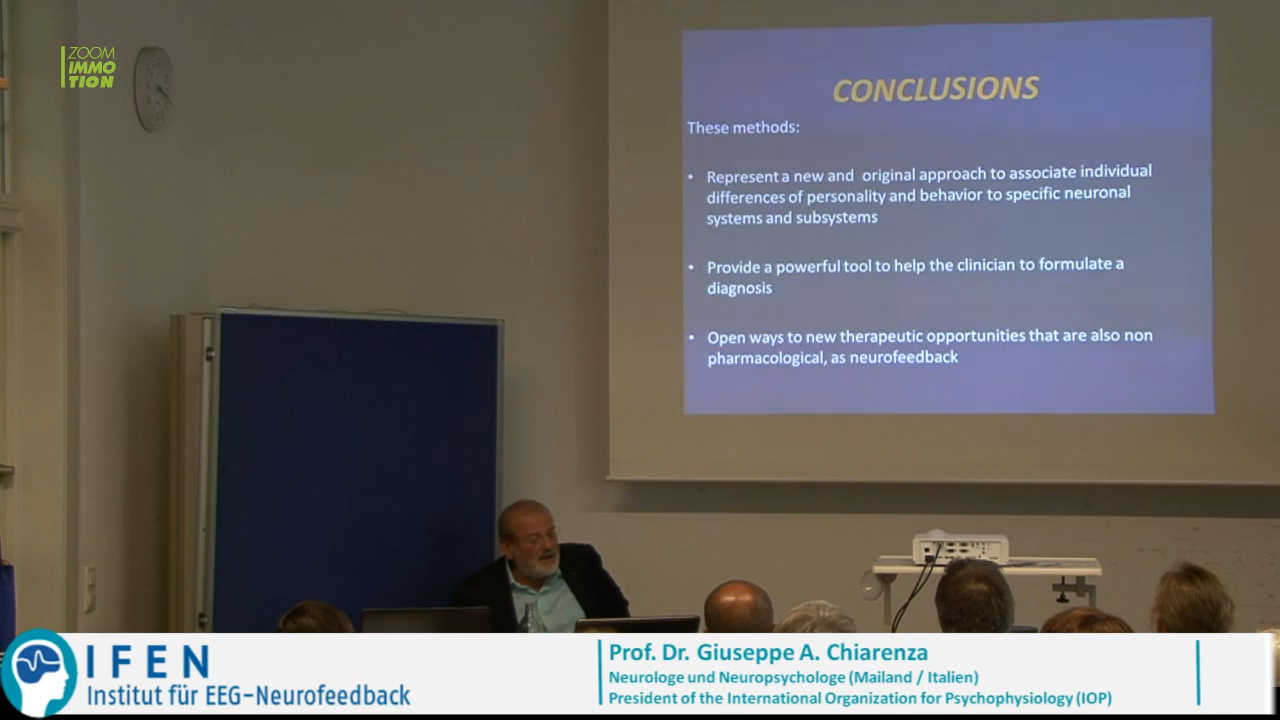 ZOOM
IMMO
TION
CONCLUSIONS
These methods:
• Represent a new and original approach to associate individual
differences of personality and behavior to specific neuronal
systems and subsystems
• Provide a powerful tool to help the clinician to formulate a
diagnosis
• Open ways to new therapeutic opportunities that are also non
pharmacological, as neurofeedback
IFEN
Institut für EEG-Neurofeedback
Prof. Dr. Giuseppe A. Chiarenza
Neurologe und Neuropsychologe (Mailand / Italien)
President of the International Organization for Psychophysiology (IOP)